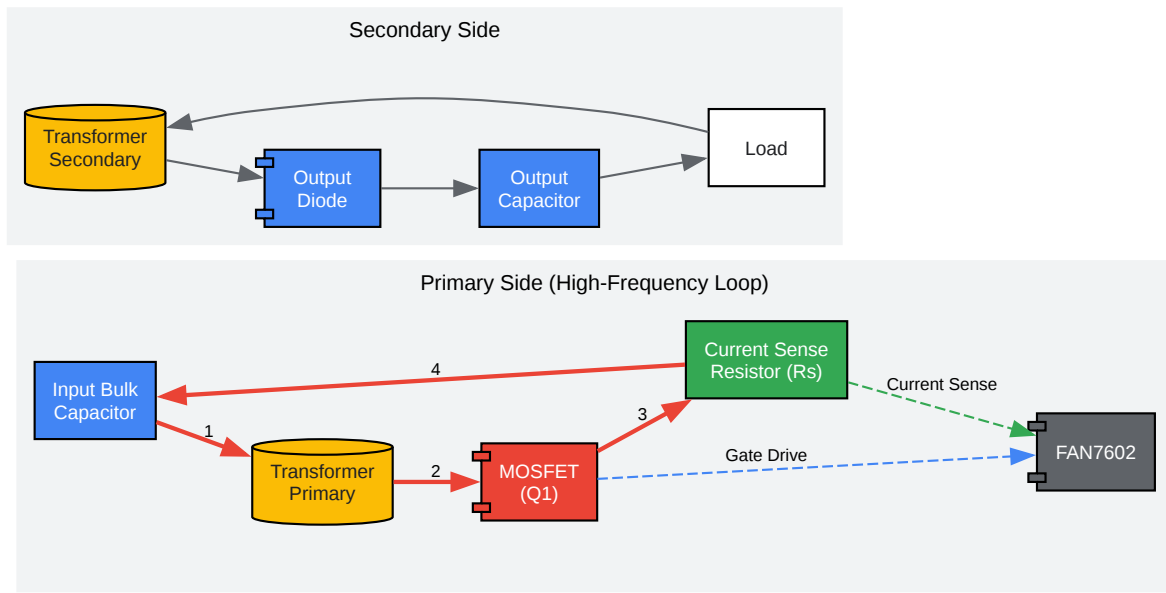 Secondary Side
Transformer
Secondary
Output
Diode
Output
Capacitor
Load
Primary Side (High-Frequency Loop)
Input Bulk
Capacitor
1
Transformer
Primary
2
MOSFET
(Q1)
3
4
Current Sense
Resistor (Rs)
Current Sense
Gate Drive
FAN7602